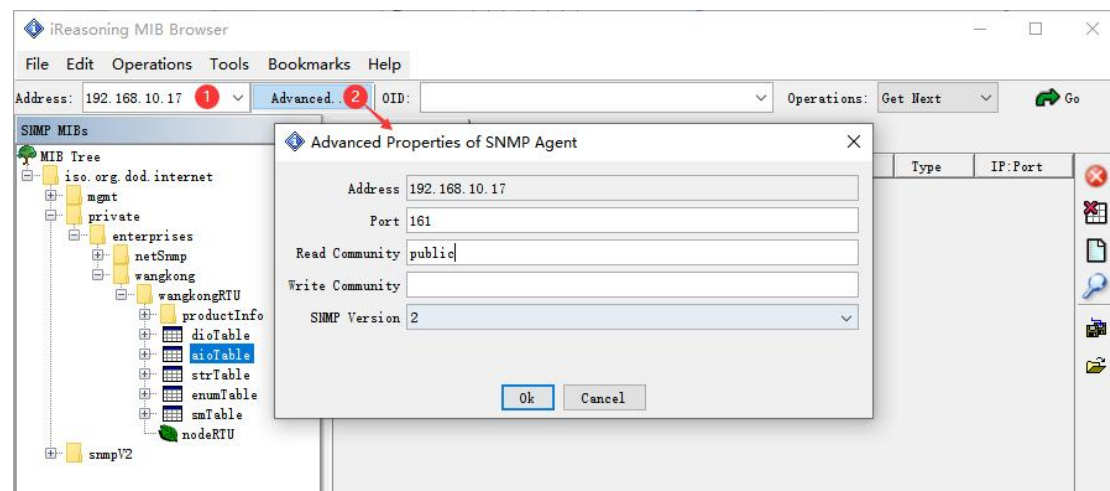 iReasoning MIB Browser
File Edit Operations Tools Bookmarks Help
Address: 192.168.10.17 1 Advanced.. 2 OID: Operations: Get Next Go
SNMP MIBs
Advanced Properties of SNMP Agent
MIB Tree
Type IP:Port
iso.org.dod.internet
mgmt
Address 192.168.10.17
private
Port 161
enterprises
netSnmp
Read Community public
wangkong
Write Community
wangkongRTU
productInfo
SNMP Version 2
dioTable
aioTable
strTable
enumTable
Ok Cancel
smTable
nodeRTU
snmpV2